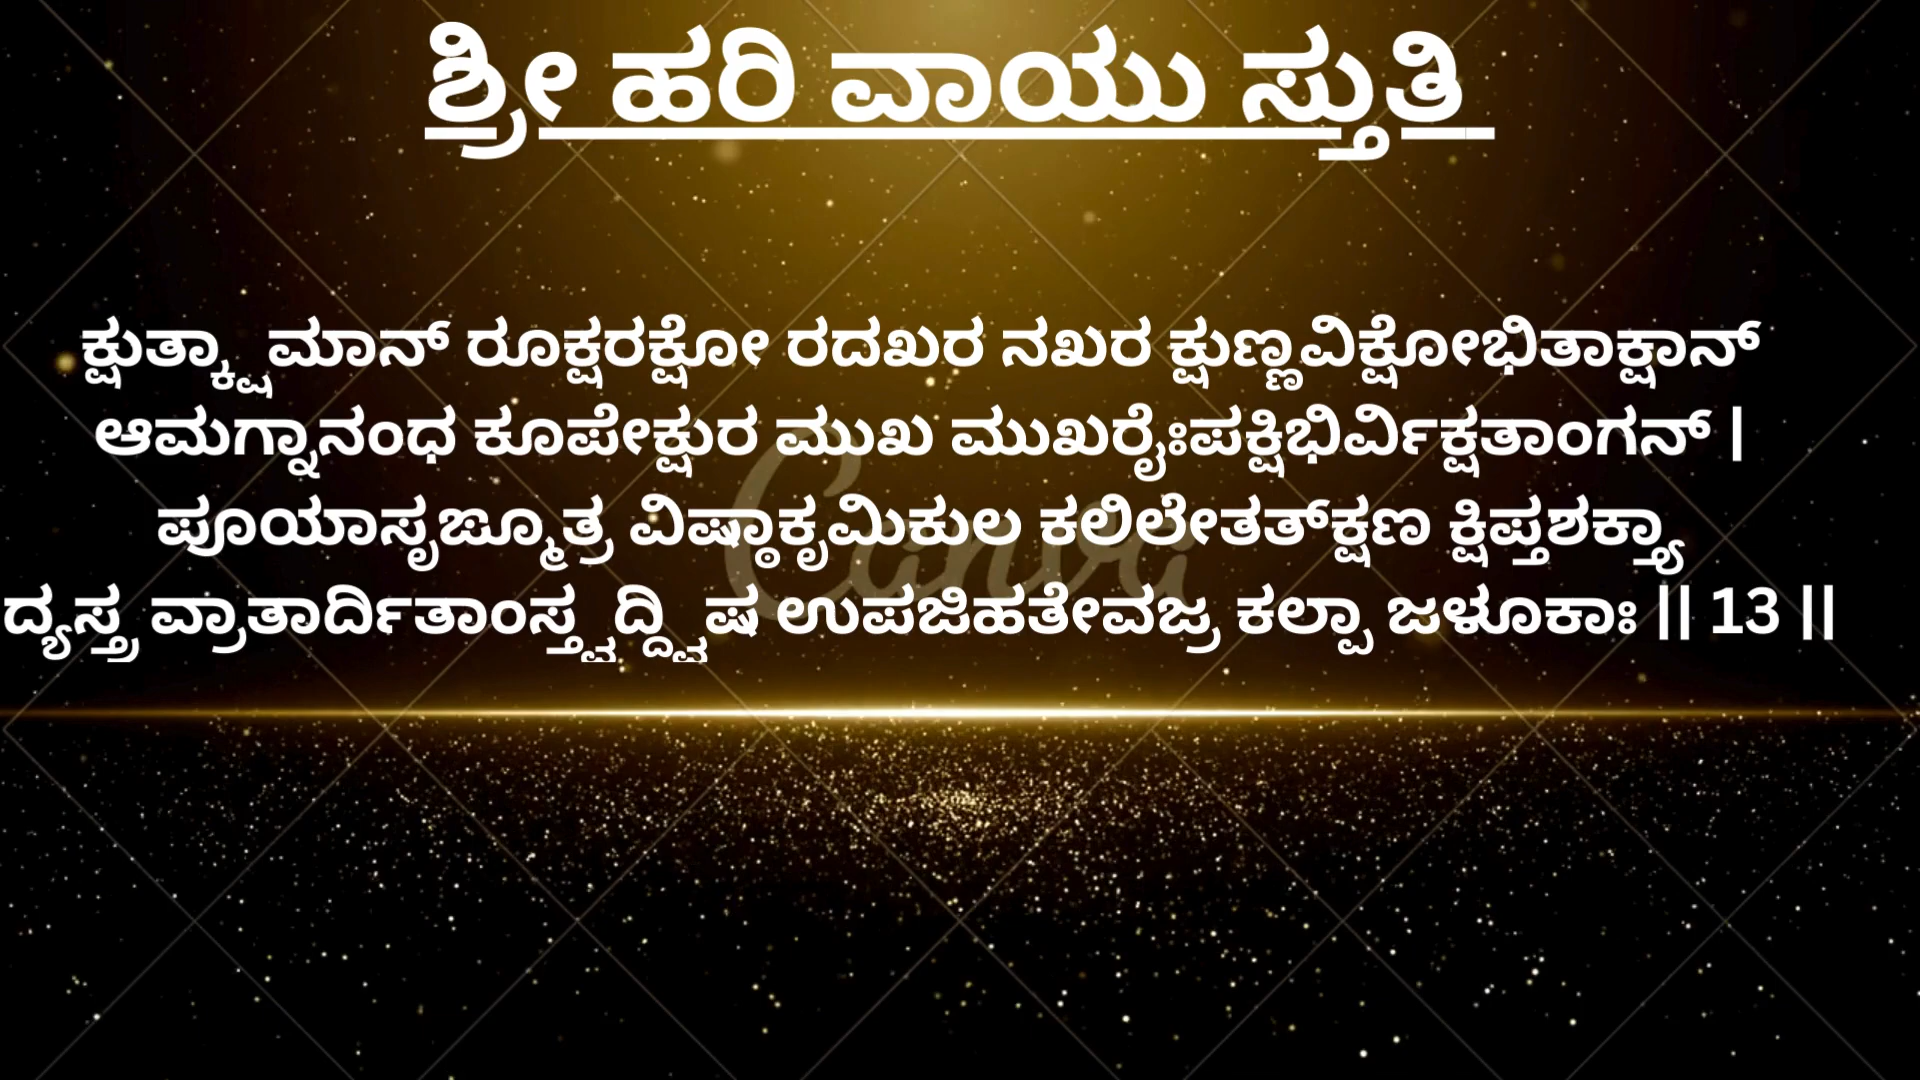 ಶ್ರೀ ಹರಿ ವಾಯು ಸ್ತುತಿ
ಕ್ಷುತ್ಕ್ಷಾಮಾನ್ ರೂಕ್ಷರಕ್ಷೋ ರದಖರ ನಖರ ಕ್ಷುಣ್ಣವಿಕ್ಷೋಭಿತಾಕ್ಷಾನ್
ಆಮಗ್ನಾನಂಧ ಕೂಪೇಕ್ಷುರ ಮುಖ ಮುಖರೈಃಪಕ್ಷಿಭಿರ್ವಿಕ್ಷತಾಂಗನ್ |
ಪೂಯಾಸೃಙ್ಮೂತ್ರ ವಿಷ್ಠಾಕೃಮಿಕುಲ ಕಲಿಲೇತತ್‌ಕ್ಷಣ ಕ್ಷಿಪ್ತಶಕ್ತ್ಯಾ
ದ್ಯಸ್ತ್ರ ವ್ರಾತಾರ್ದಿತಾಂಸ್ತ್ವದ್ದ್ವಿಷ ಉಪಜಿಹತೇವಜ್ರ ಕಲ್ಪಾ ಜಳೂಕಾಃ || 13 ||
Canva